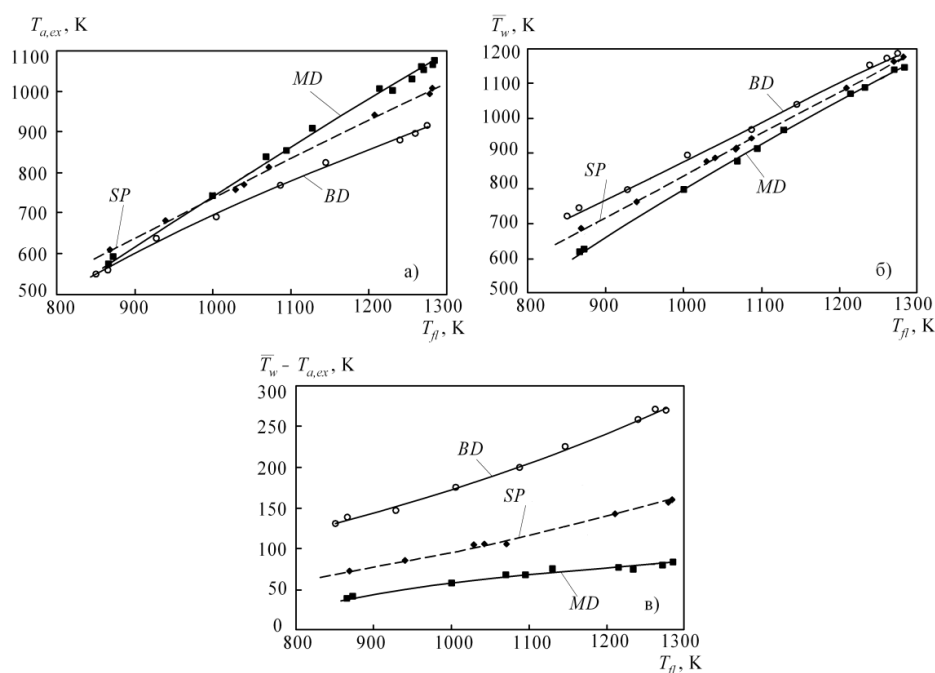 T_{a,ex}, K
1100
1000
900
800
700
600
500
800 900 1000 1100 1200 1300
T_{fl}, K
MD
SP
BD
а)
T̅_w, K
1200
1100
1000
900
800
700
600
500
800 900 1000 1100 1200 1300
T_{fl}, K
BD
SP
MD
б)
T̅_w – T_{a,ex}, K
300
250
200
150
100
50
0
800 900 1000 1100 1200 1300
T_{fl}, K
BD
SP
MD
в)